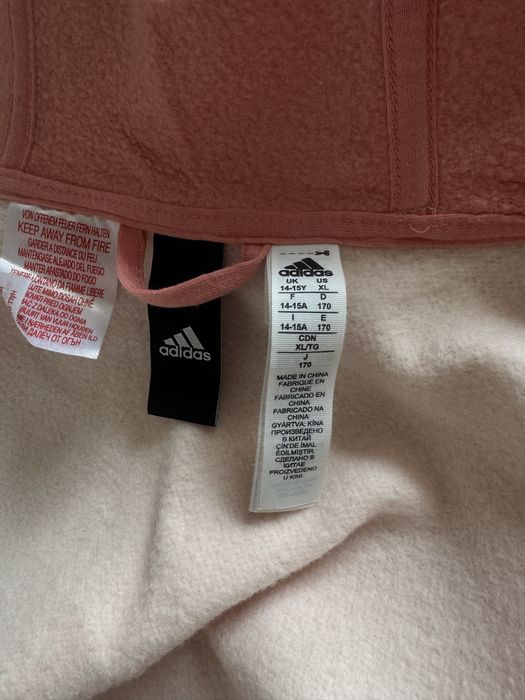 VON OFFENEM FEUER FERN HALTEN
KEEP AWAY FROM FIRE
GARDER A DISTANCE DU FEU
MANTENGASE ALEJADO DEL FUEGO
MANTER AFASTADO DO FOGO
adidas
adidas
UK US
14-15Y XL
F D
14-15A 170
I E
14-15A 170
CDN
XL/TG
J
170
MADE IN CHINA
FABRIQUÉ EN
CHINE
FABRICADO EN
CHINA
FABRICADO NA
CHINA
GYÁRTVA: KÍNA
ПРОИЗВЕДЕНО
В КИТАЙ
ÇİN'DE İMAL
EDİLMİŞTİR
СДЕЛАНО В
КИТАЕ
PROIZVEDENO
U KINI